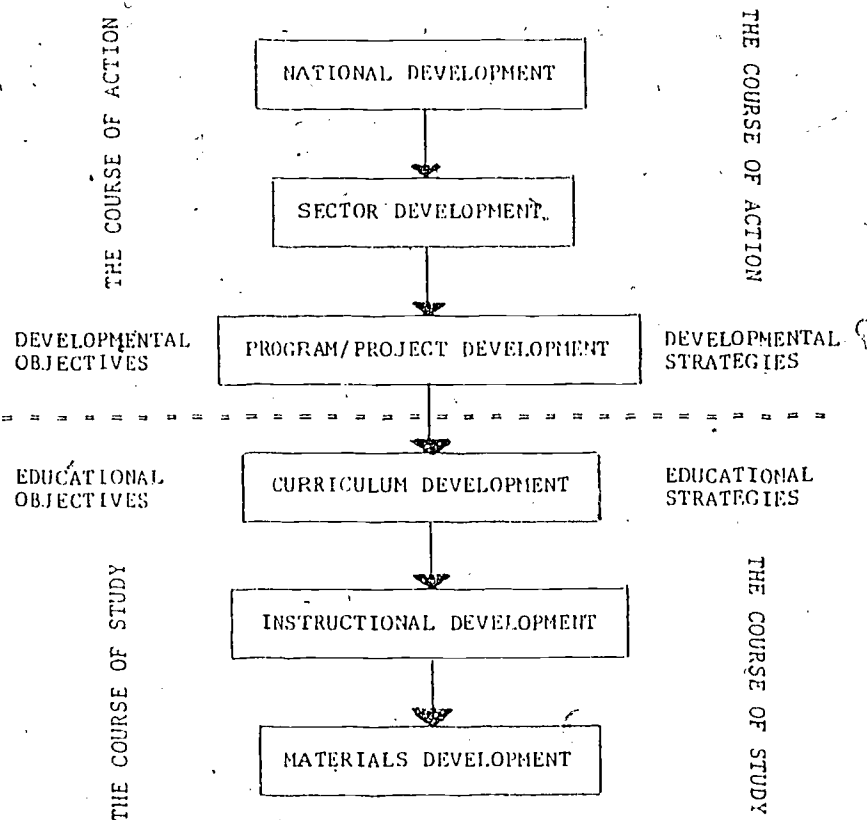 THE COURSE OF ACTION
NATIONAL DEVELOPMENT
THE COURSE OF ACTION
SECTOR DEVELOPMENT
DEVELOPMENTAL
OBJECTIVES
PROGRAM/PROJECT DEVELOPMENT
DEVELOPMENTAL
STRATEGIES
EDUCATIONAL
OBJECTIVES
CURRICULUM DEVELOPMENT
EDUCATIONAL
STRATEGIES
THE COURSE OF STUDY
INSTRUCTIONAL DEVELOPMENT
THE COURSE OF STUDY
MATERIALS DEVELOPMENT